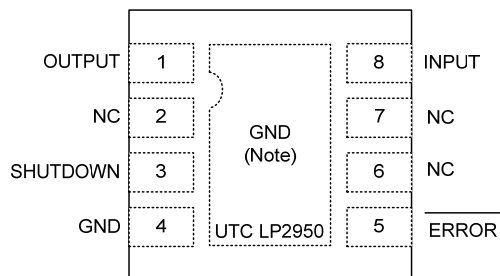 OUTPUT 1 8 INPUT
NC 2 7 NC
GND
(Note)
SHUTDOWN 3 6 NC
GND 4 UTC LP2950 5 ERROR